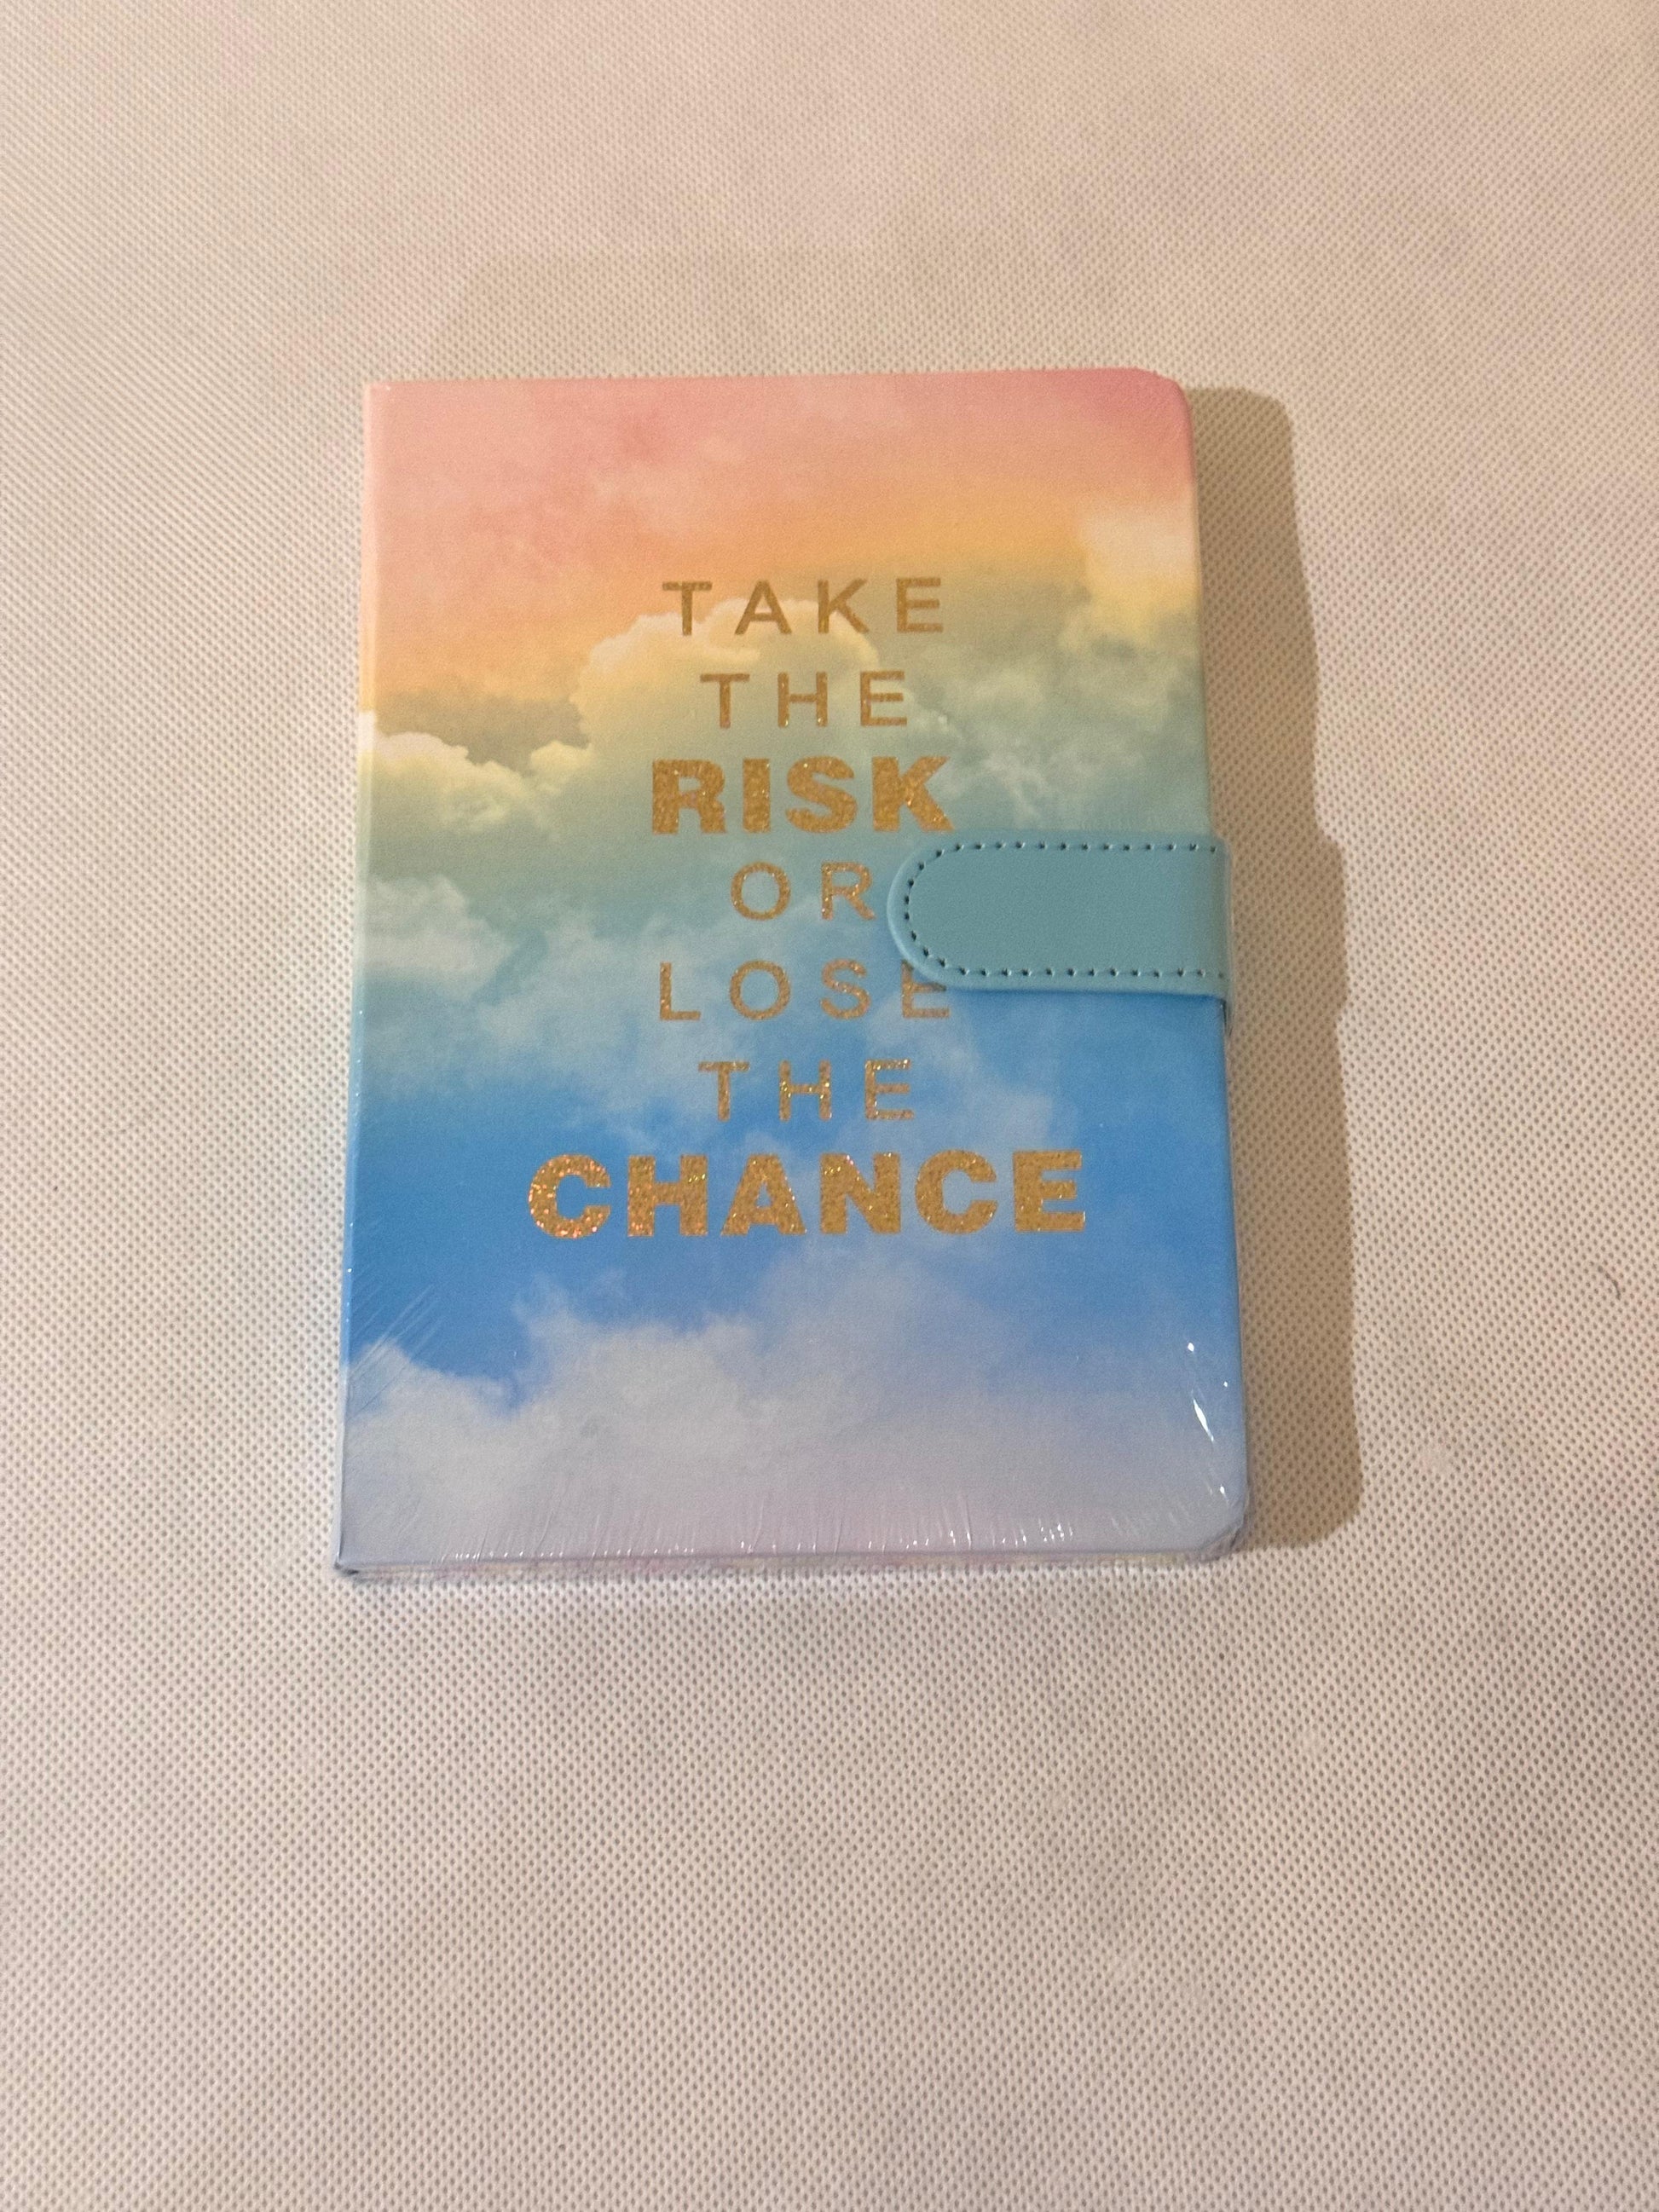 TAKE
THE
RISK
OR
LOSE
THE
CHANCE